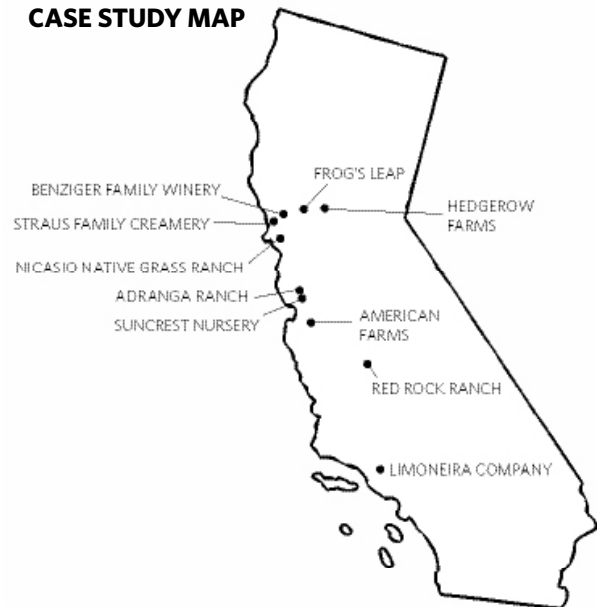 CASE STUDY MAP
FROG'S LEAP
BENZIGER FAMILY WINERY
HEDGEROW
FARMS
STRAUS FAMILY CREAMERY
NICASIO NATIVE GRASS RANCH
ADRANGA RANCH
SUNCREST NURSERY
AMERICAN
FARMS
RED ROCK RANCH
LIMONEIRA COMPANY